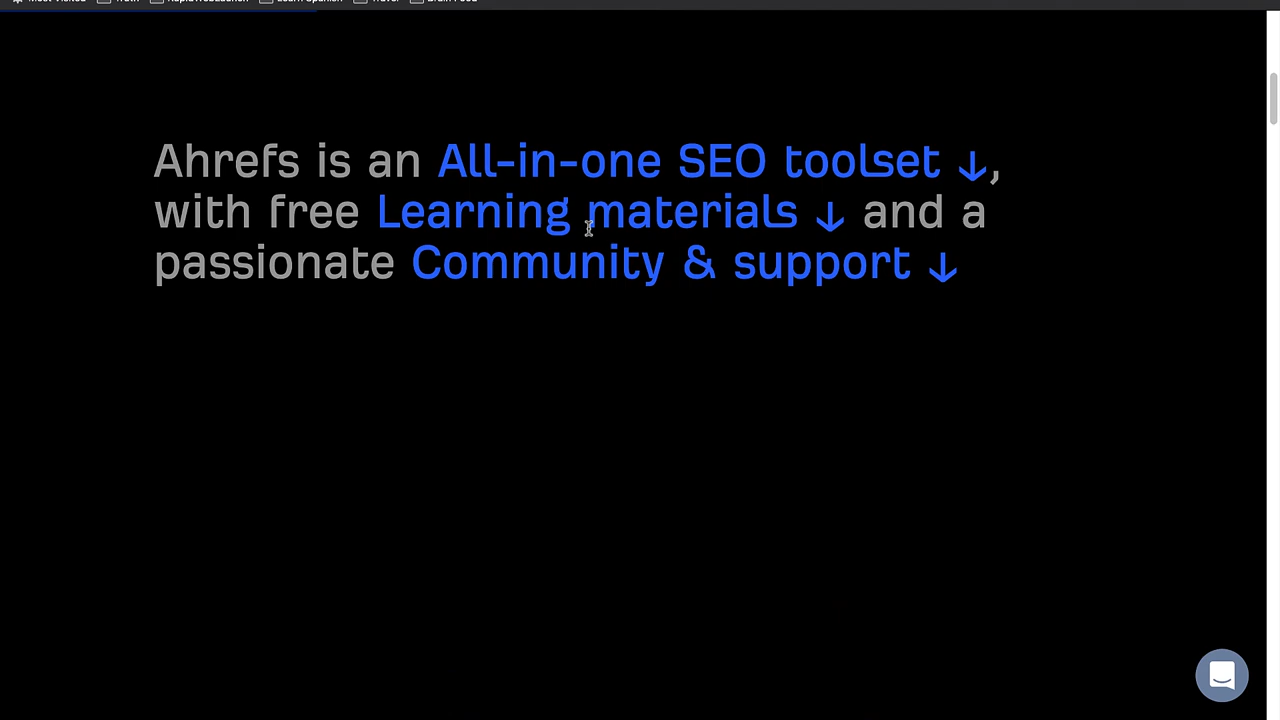 Ahrefs is an All-in-one SEO toolset ↓,
with free Learning materials ↓ and a
passionate Community & support ↓